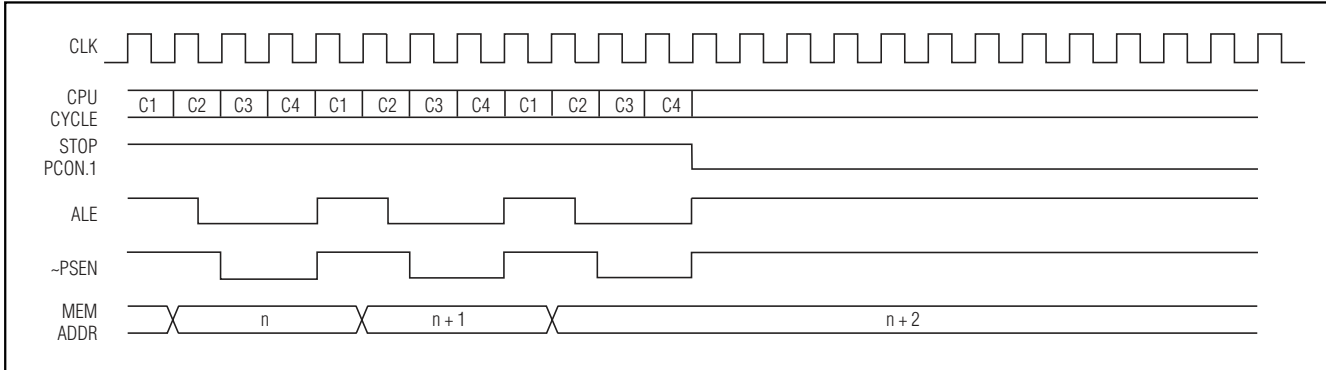 CLK
CPU
CYCLE
C1 C2 C3 C4 C1 C2 C3 C4 C1 C2 C3 C4
STOP
PCON.1
ALE
~PSEN
MEM
ADDR
n n + 1 n + 2